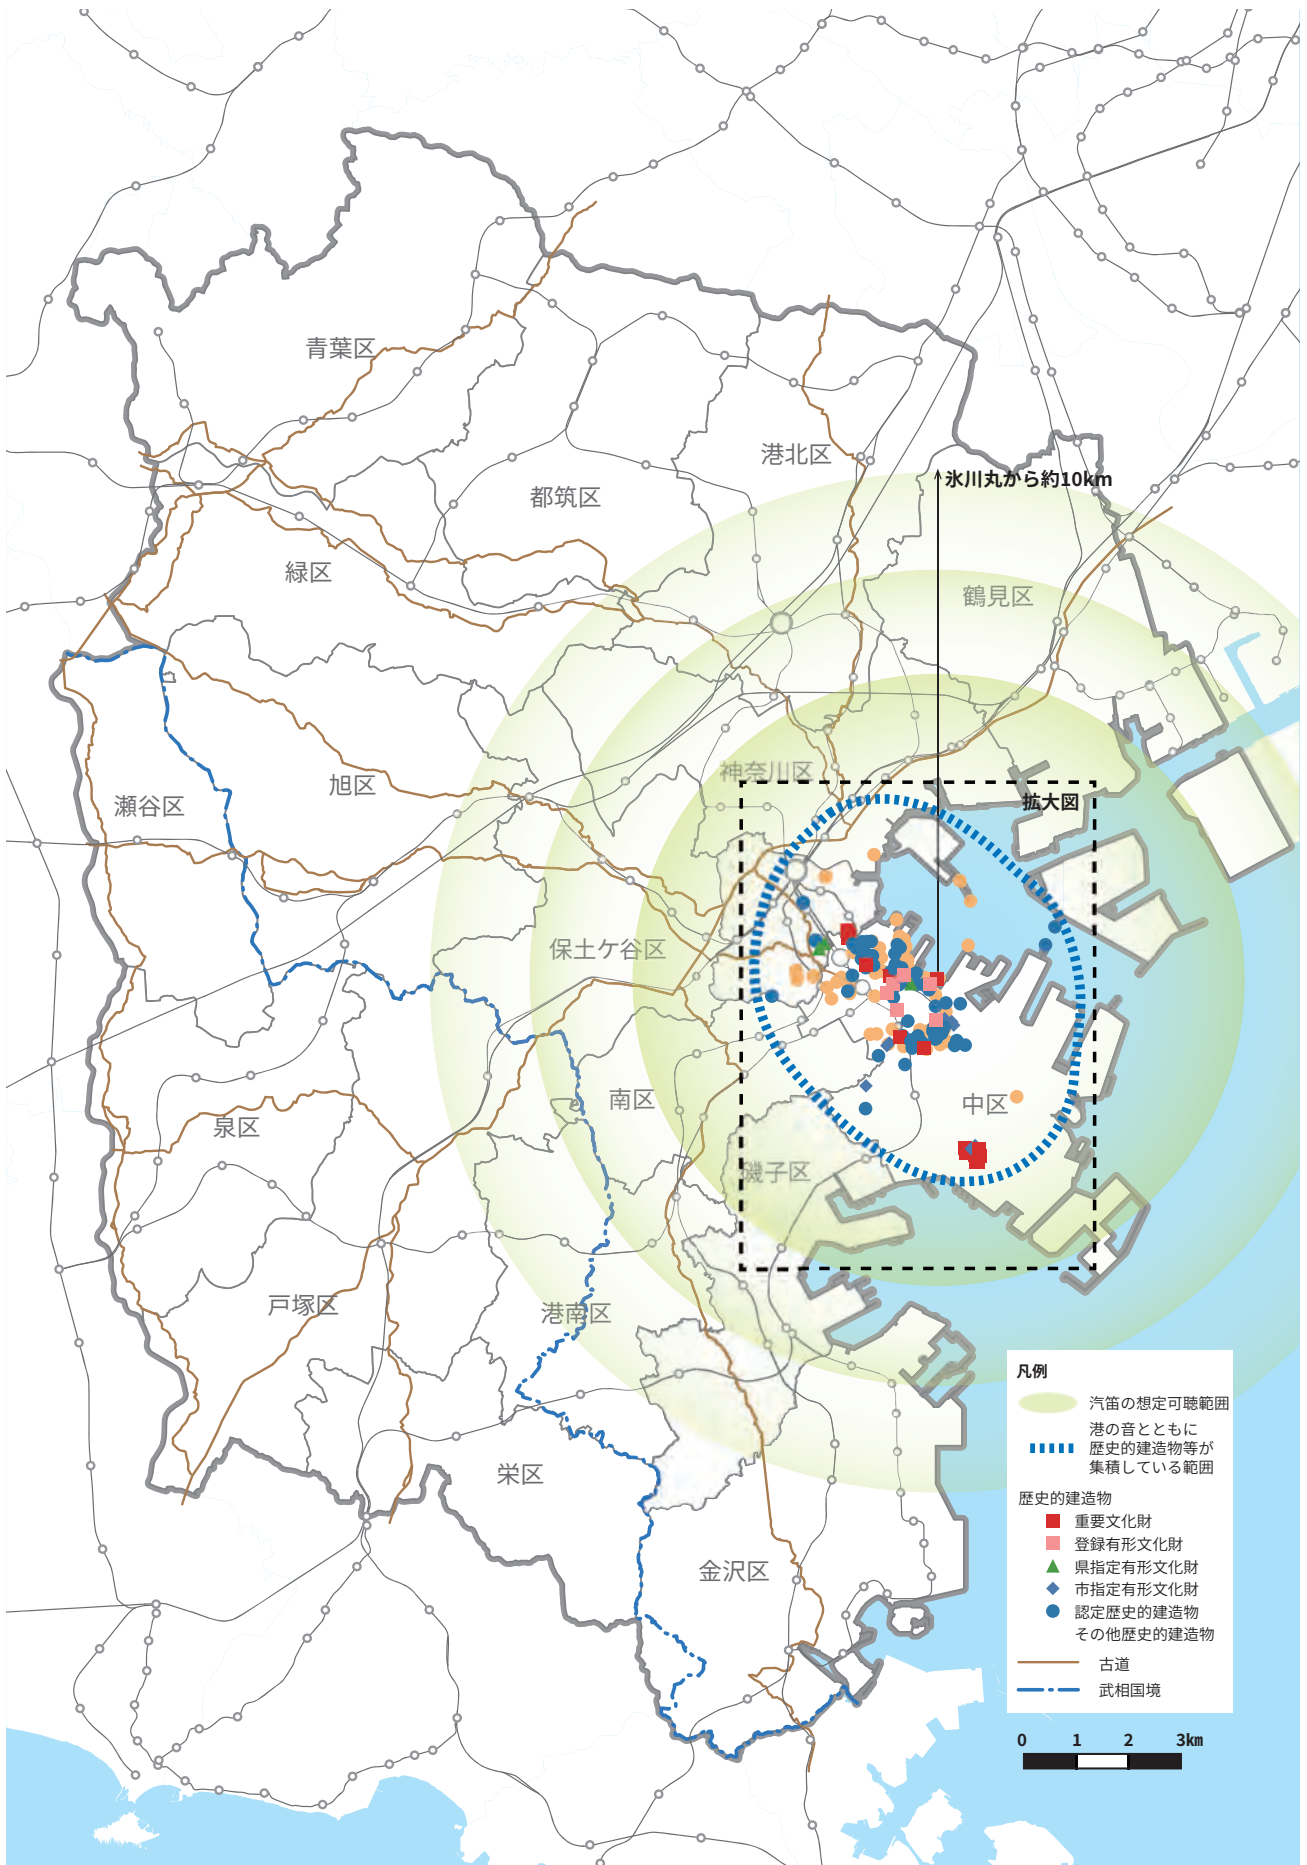 青葉区
港北区
氷川丸から約10km
都筑区
緑区
鶴見区
神奈川区
旭区
瀬谷区
拡大図
保土ケ谷区
南区
中区
泉区
磯子区
戸塚区
港南区
栄区
金沢区
凡例
汽笛の想定可聴範囲
港の音とともに
歴史的建造物等が
集積している範囲
歴史的建造物
重要文化財
登録有形文化財
県指定有形文化財
市指定有形文化財
認定歴史的建造物
その他歴史的建造物
古道
武相国境
0 1 2 3km